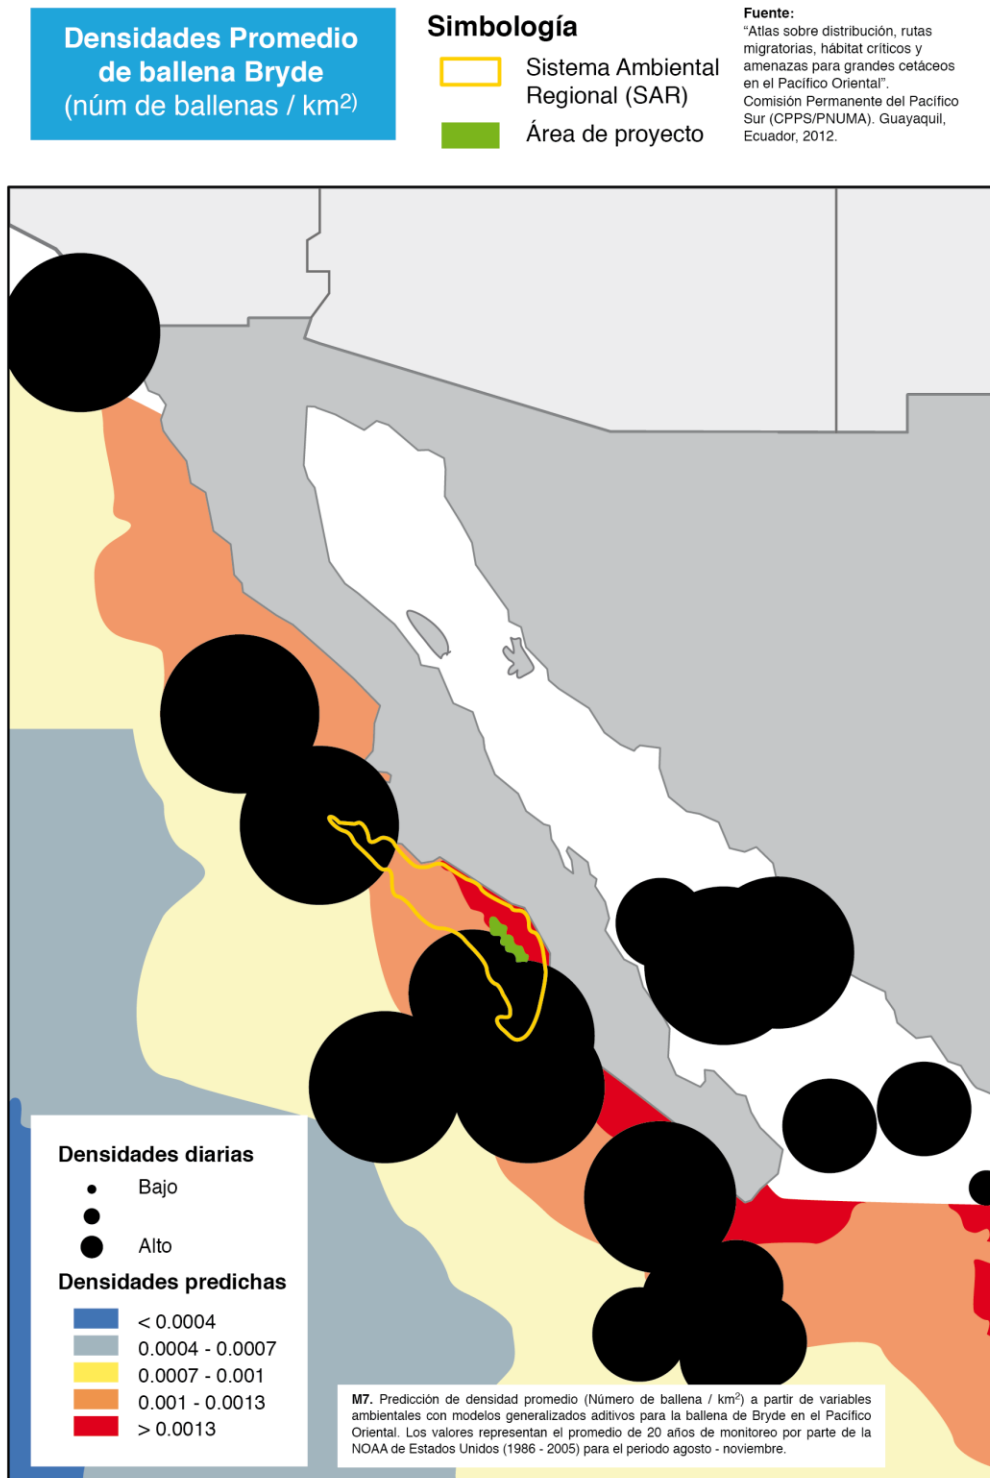 Densidades Promedio
de ballena Bryde
(núm de ballenas / km²)
Simbología
Sistema Ambiental
Regional (SAR)
Área de proyecto
Fuente:
"Atlas sobre distribución, rutas
migratorias, hábitat críticos y
amenazas para grandes cetáceos
en el Pacífico Oriental".
Comisión Permanente del Pacífico
Sur (CPPS/PNUMA). Guayaquil,
Ecuador, 2012.
Densidades diarias
Bajo
Alto
Densidades predichas
< 0.0004
0.0004 - 0.0007
0.0007 - 0.001
0.001 - 0.0013
> 0.0013
M7. Predicción de densidad promedio (Número de ballena / km²) a partir de variables
ambientales con modelos generalizados aditivos para la ballena de Bryde en el Pacífico
Oriental. Los valores representan el promedio de 20 años de monitoreo por parte de la
NOAA de Estados Unidos (1986 - 2005) para el periodo agosto - noviembre.